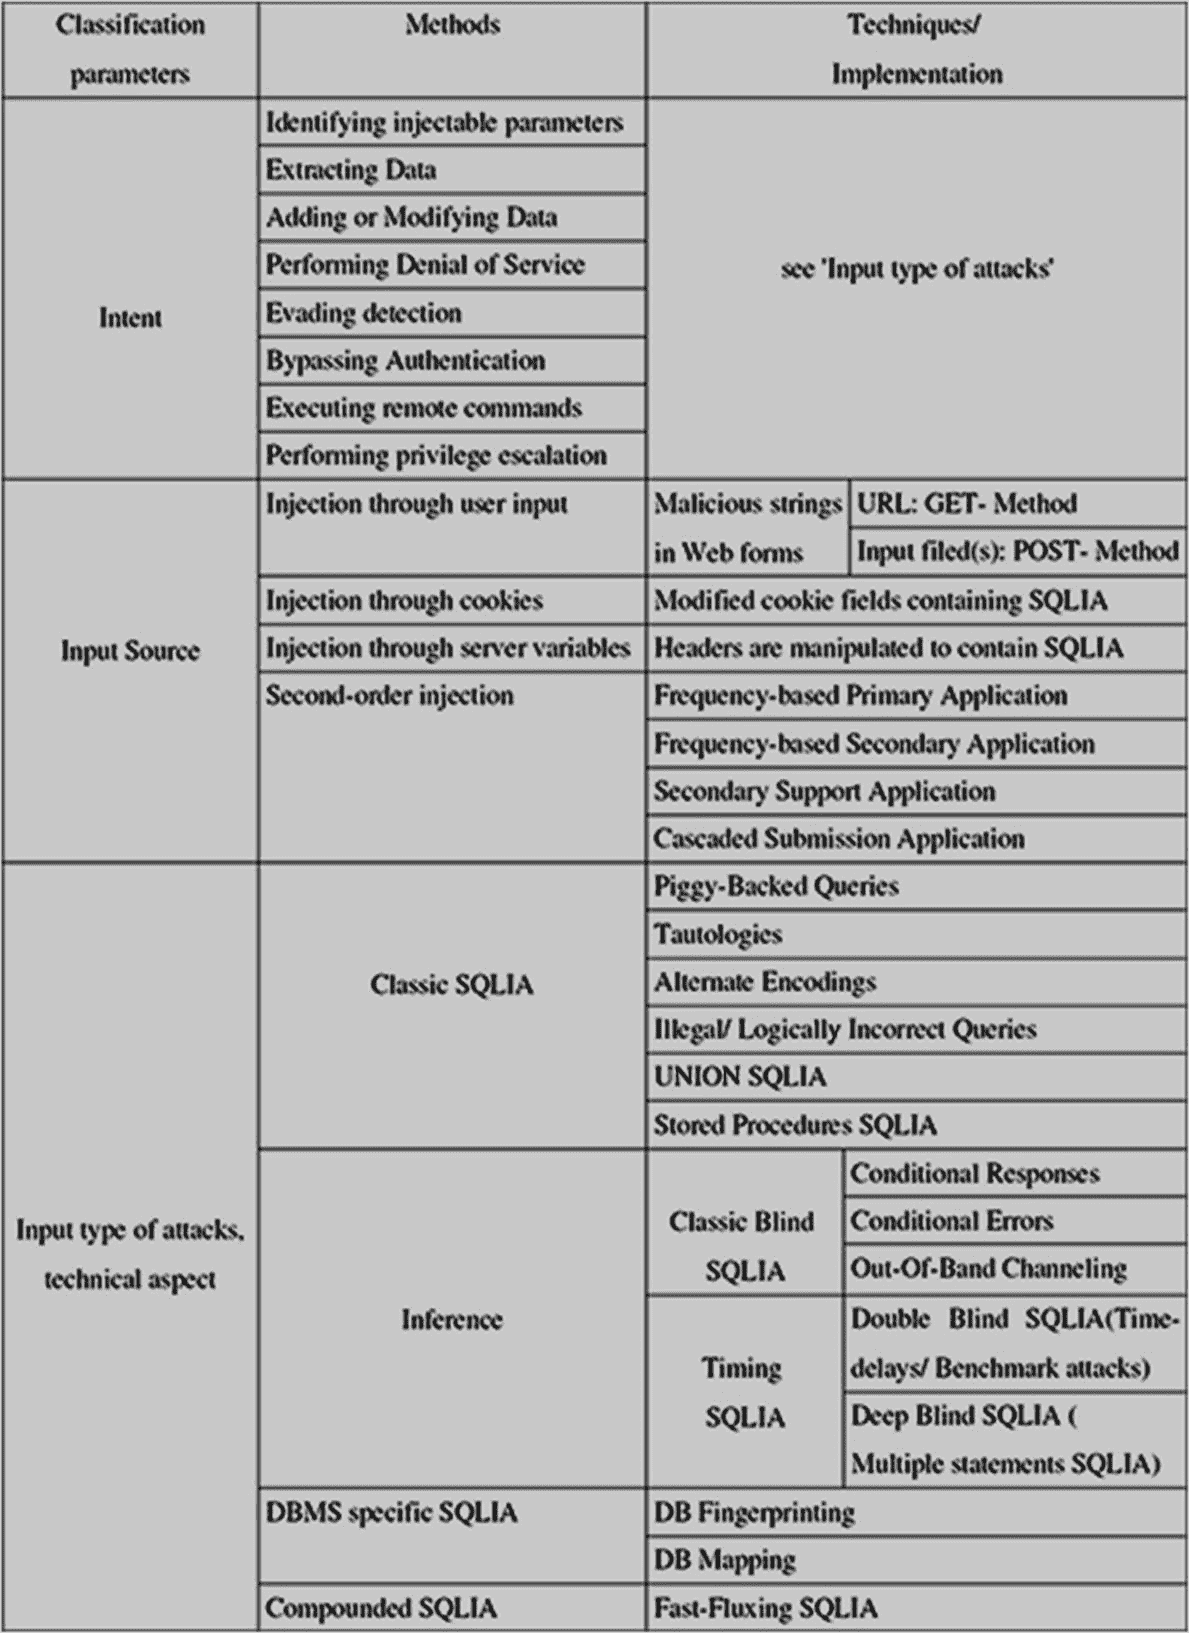 Classification
parameters
Methods
Techniques/
Implementation
Intent
Identifying injectable parameters
Extracting Data
Adding or Modifying Data
Performing Denial of Service
Evading detection
Bypassing Authentication
Executing remote commands
Performing privilege escalation
see 'Input type of attacks'
Input Source
Injection through user input
Malicious strings
in Web forms
URL: GET- Method
Input filed(s): POST- Method
Injection through cookies
Modified cookie fields containing SQLIA
Injection through server variables
Headers are manipulated to contain SQLIA
Second-order injection
Frequency-based Primary Application
Frequency-based Secondary Application
Secondary Support Application
Cascaded Submission Application
Input type of attacks,
technical aspect
Classic SQLIA
Piggy-Backed Queries
Tautologies
Alternate Encodings
Illegal/ Logically Incorrect Queries
UNION SQLIA
Stored Procedures SQLIA
Inference
Classic Blind
SQLIA
Conditional Responses
Conditional Errors
Out-Of-Band Channeling
Timing
SQLIA
Double Blind SQLIA(Time-
delays/ Benchmark attacks)
Deep Blind SQLIA (
Multiple statements SQLIA)
DBMS specific SQLIA
DB Fingerprinting
DB Mapping
Compounded SQLIA
Fast-Fluxing SQLIA